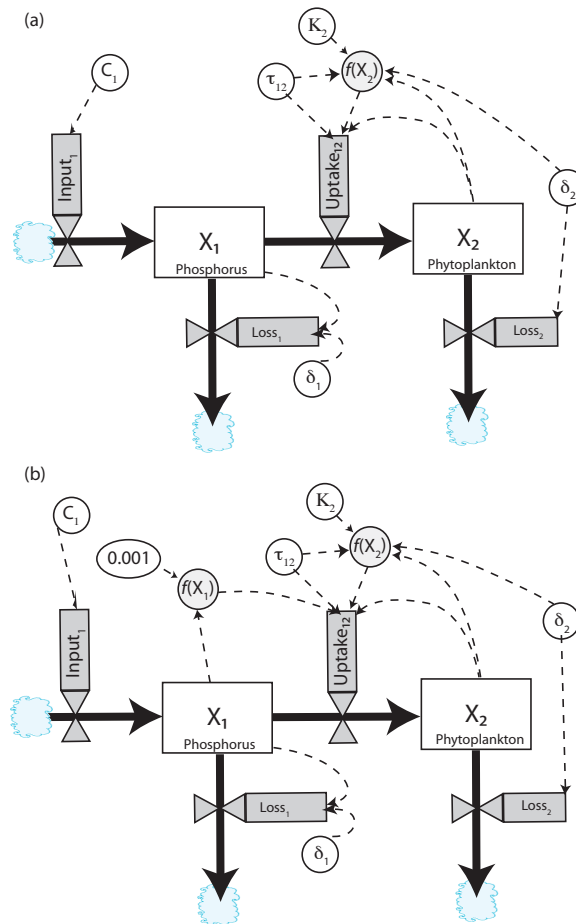 (a)
K₂
C₁
f(X₂)
τ₁₂
Input₁
Uptake₁₂
δ₂
X₁
Phosphorus
X₂
Phytoplankton
Loss₁
Loss₂
δ₁
(b)
K₂
C₁
0.001
f(X₂)
τ₁₂
f(X₁)
Input₁
Uptake₁₂
δ₂
X₁
Phosphorus
X₂
Phytoplankton
Loss₁
Loss₂
δ₁